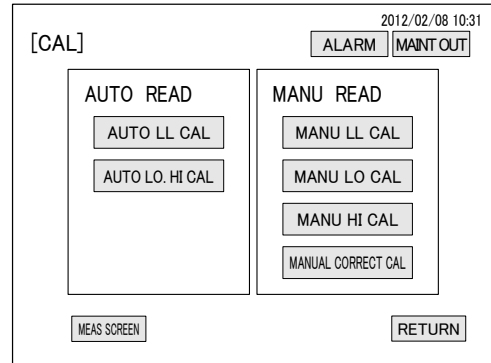 2012/02/08 10:31
[CAL]
ALARM
MAINT OUT
AUTO READ
AUTO LL CAL
AUTO LO. HI CAL
MANU READ
MANU LL CAL
MANU LO CAL
MANU HI CAL
MANUAL CORRECT CAL
MEAS SCREEN
RETURN